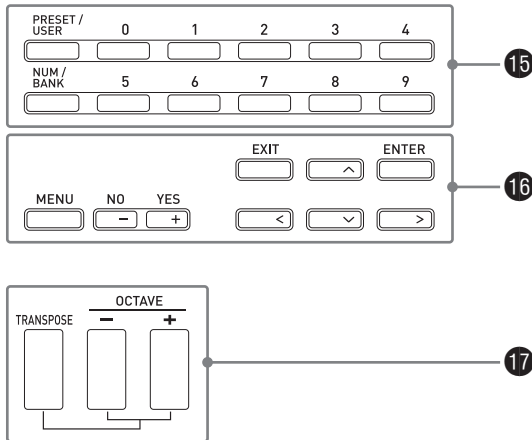 PRESET / USER 0 1 2 3 4
15
NUM / BANK 5 6 7 8 9
EXIT ENTER
16
MENU NO YES
− +
OCTAVE
TRANSPOSE − +
17